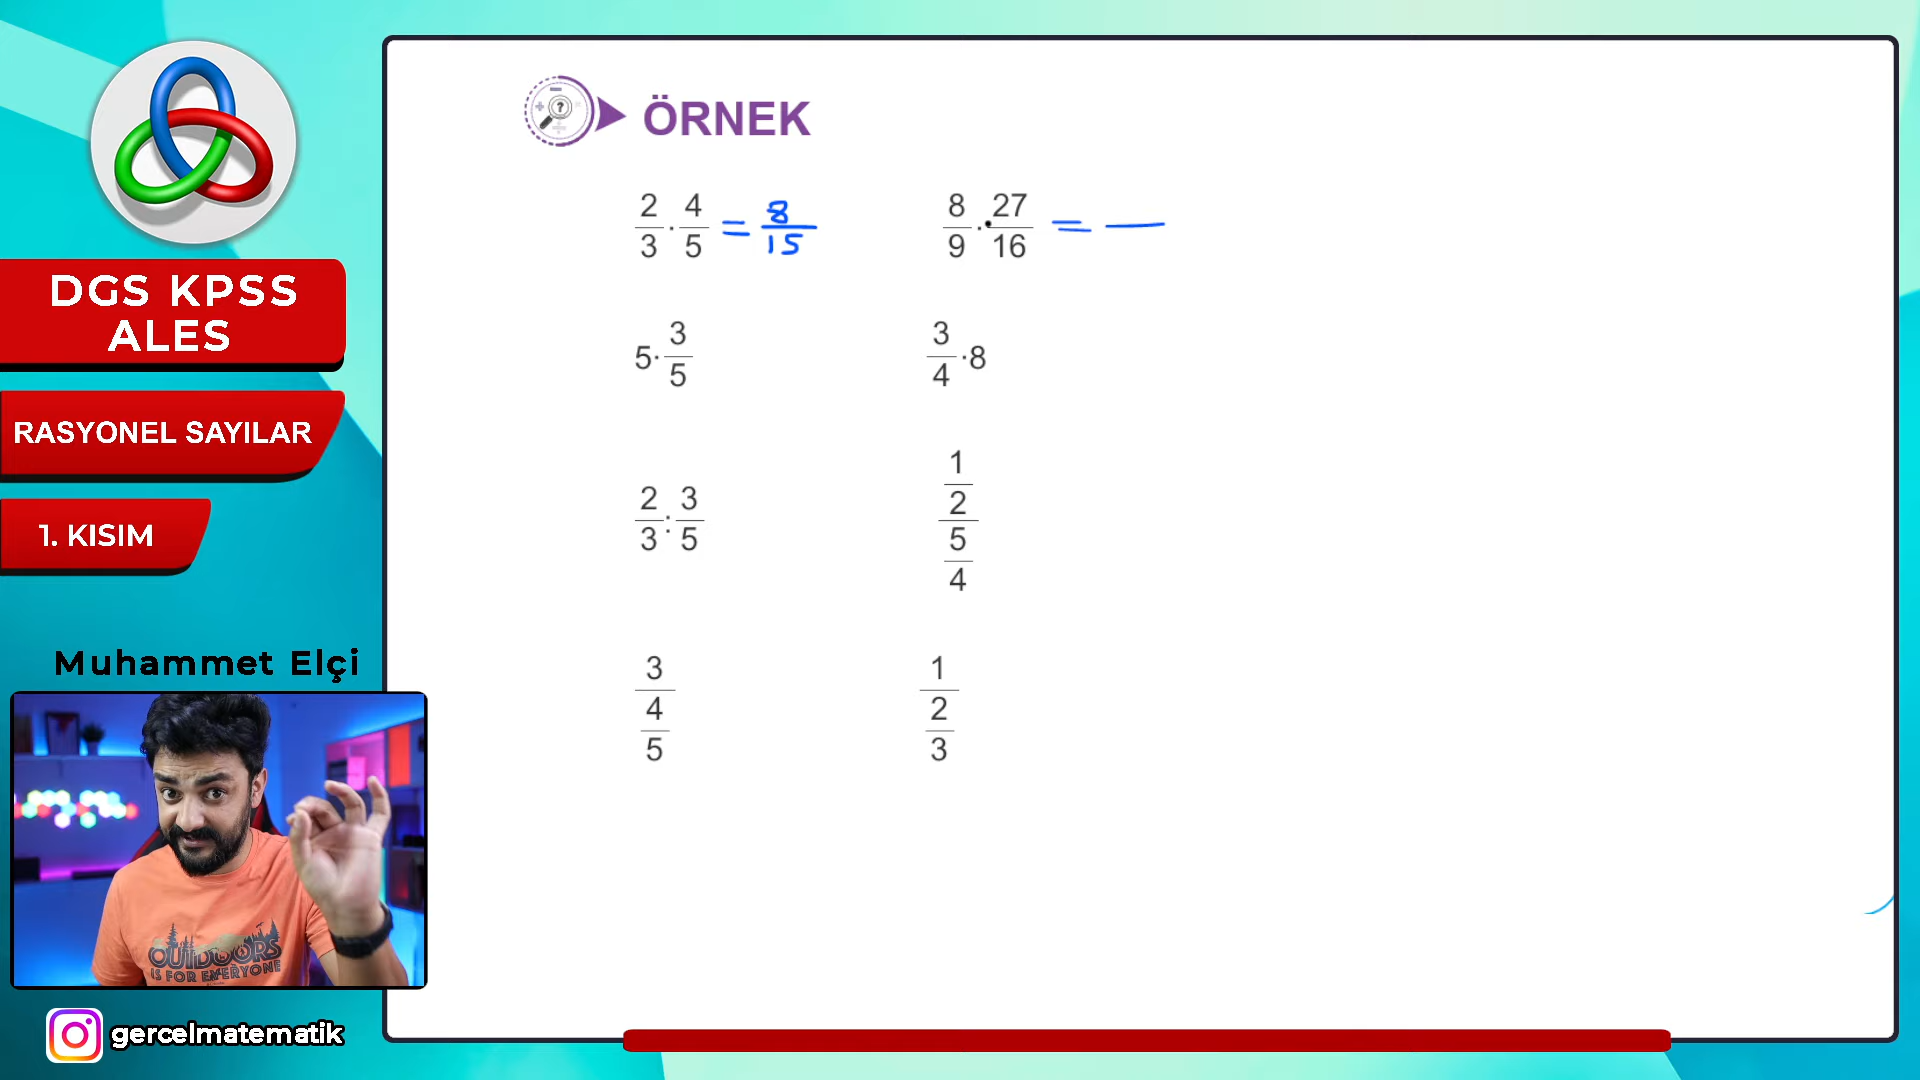 ÖRNEK
2/3 · 4/5 = 8/15
8/9 · 27/16 =
5 · 3/5
3/4 · 8
2/3 : 3/5
1/2 / 5/4
3 / 4/5
1 / 2/3
DGS KPSS
ALES
RASYONEL SAYILAR
1. KISIM
Muhammet Elçi
OUTDOORS
IS FOR EVERYONE
gercelmatematik